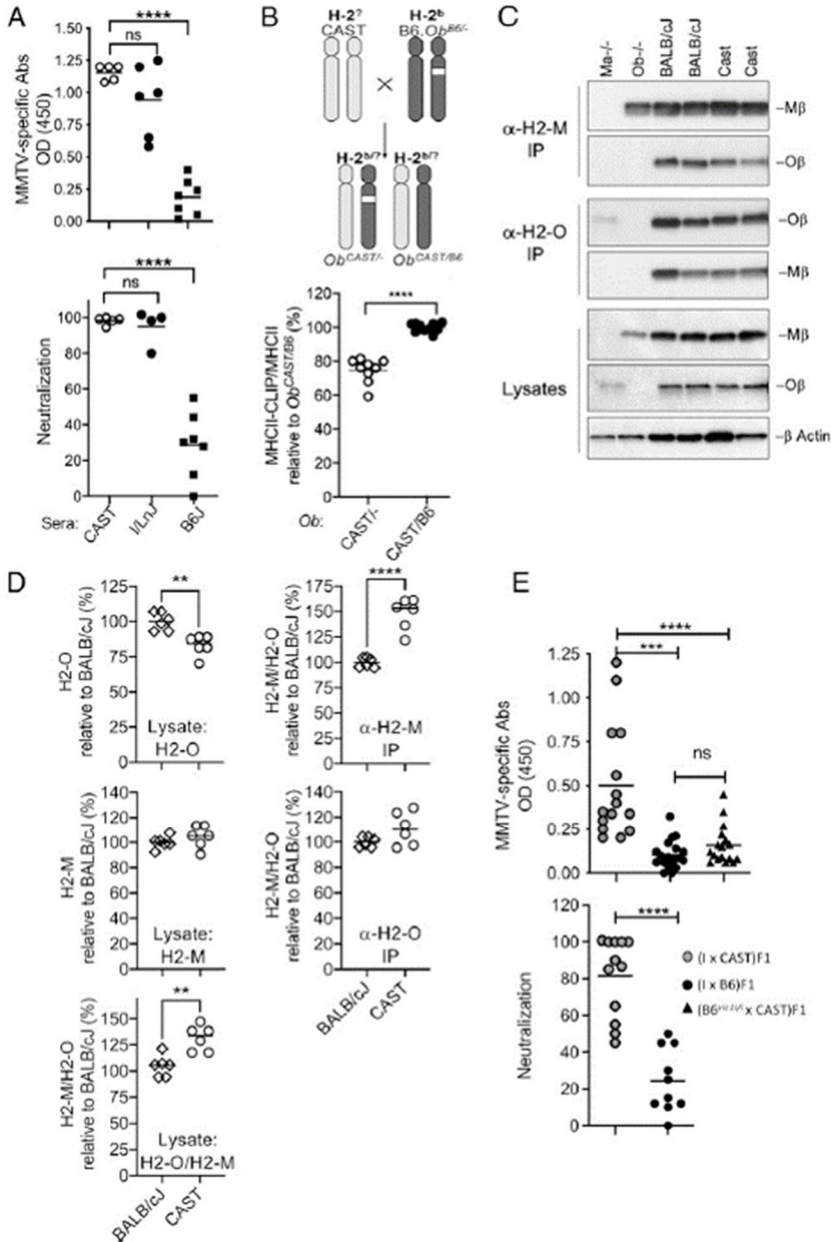 A
****
ns
MMTV-specific Abs
OD (450)
1.50
1.25
1.00
0.75
0.50
0.25
0.00
****
ns
Neutralization
100
80
60
40
20
0
Sera:
CAST
I/LnJ
B6J
B
H-2?
CAST
H-2b
B6.ObB6/-
×
H-2b/?
H-2b/?
ObCAST/-
ObCAST/B6
MHCII-CLIP/MHCII
relative to ObCAST/B6 (%)
120
100
80
60
40
20
0
****
Ob:
CAST/-
CAST/B6
C
Ma-/-
Ob-/-
BALB/cJ
BALB/cJ
Cast
Cast
α-H2-M
IP
–Mβ
–Oβ
α-H2-O
IP
–Oβ
–Mβ
Lysates
–Mβ
–Oβ
–β Actin
D
H2-O
relative to BALB/cJ (%)
125
100
75
50
25
0
**
Lysate:
H2-O
H2-M/H2-O
relative to BALB/cJ (%)
175
150
125
100
75
50
25
0
****
α-H2-M
IP
H2-M
relative to BALB/cJ (%)
140
120
100
80
60
40
20
0
Lysate:
H2-M
H2-M/H2-O
relative to BALB/cJ (%)
140
120
100
80
60
40
20
0
α-H2-O
IP
BALB/cJ
CAST
H2-M/H2-O
relative to BALB/cJ (%)
150
125
100
75
50
25
0
**
Lysate:
H2-O/H2-M
BALB/cJ
CAST
E
****
***
ns
MMTV-specific Abs
OD (450)
1.25
1.00
0.75
0.50
0.25
0.00
****
Neutralization
120
100
80
60
40
20
0
(I x CAST)F1
(I x B6)F1
x CAST)F1